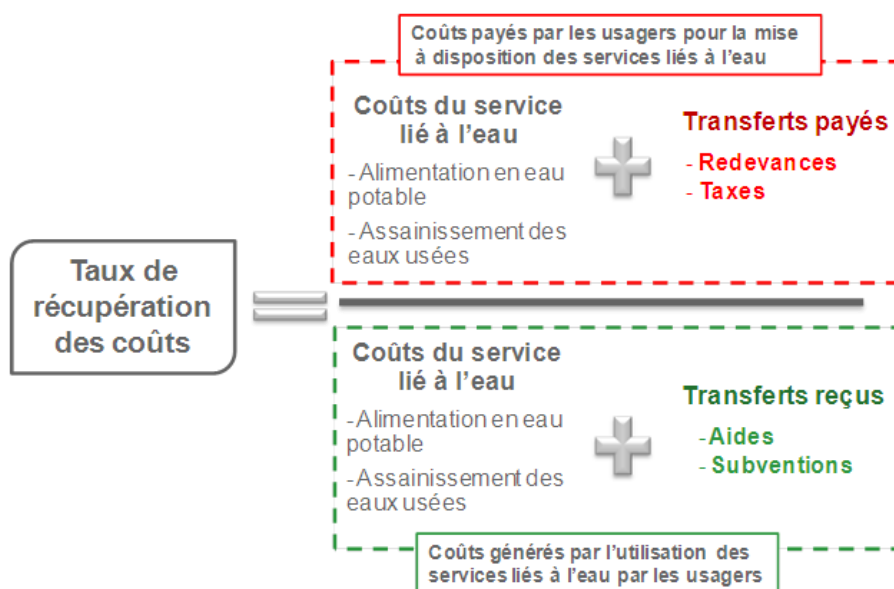 Coûts payés par les usagers pour la mise
à disposition des services liés à l'eau
Coûts du service
lié à l'eau
- Alimentation en eau
potable
- Assainissement des
eaux usées
Transferts payés
- Redevances
- Taxes
Taux de
récupération
des coûts
Coûts du service
lié à l'eau
- Alimentation en eau
potable
- Assainissement des
eaux usées
Transferts reçus
- Aides
- Subventions
Coûts générés par l'utilisation des
services liés à l'eau par les usagers